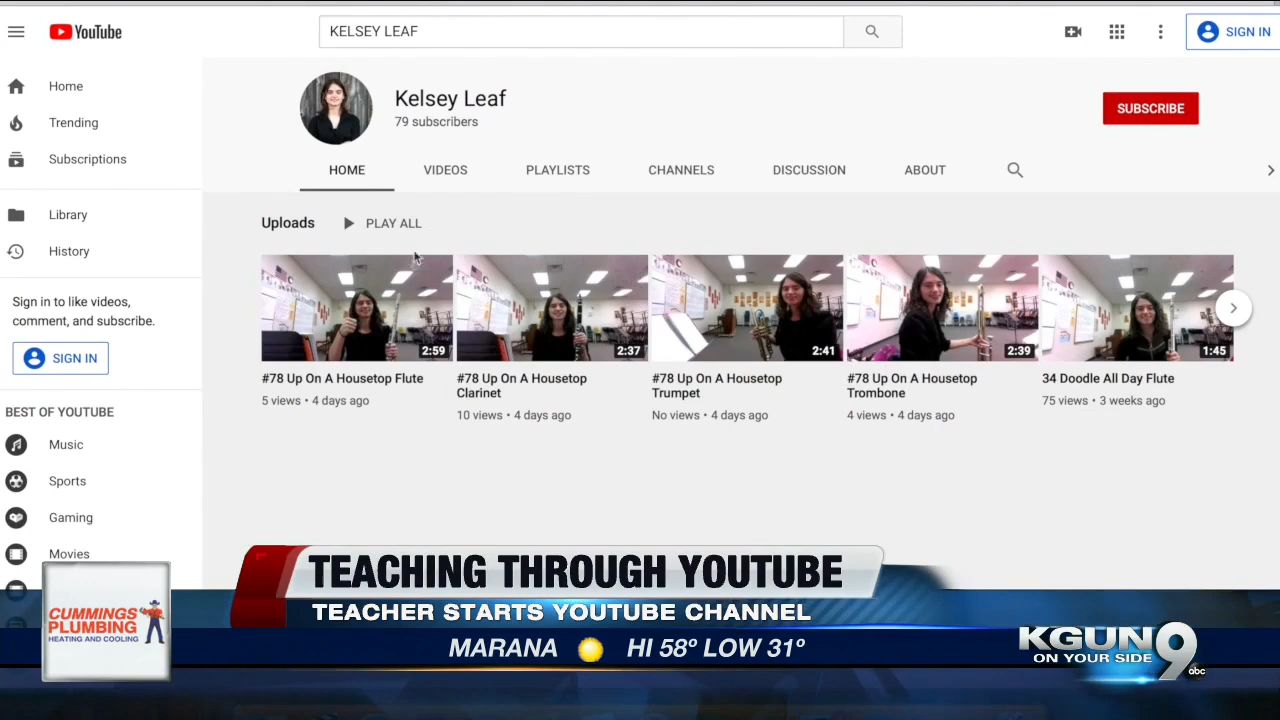 YouTube
KELSEY LEAF
SIGN IN
Home
Trending
Subscriptions
Library
History
Sign in to like videos,
comment, and subscribe.
SIGN IN
BEST OF YOUTUBE
Music
Sports
Gaming
Movies
Kelsey Leaf
79 subscribers
SUBSCRIBE
HOME VIDEOS PLAYLISTS CHANNELS DISCUSSION ABOUT
Uploads PLAY ALL
2:59
#78 Up On A Housetop Flute
5 views • 4 days ago
2:37
#78 Up On A Housetop
Clarinet
10 views • 4 days ago
2:41
#78 Up On A Housetop
Trumpet
No views • 4 days ago
2:39
#78 Up On A Housetop
Trombone
4 views • 4 days ago
1:45
34 Doodle All Day Flute
75 views • 3 weeks ago
TEACHING THROUGH YOUTUBE
TEACHER STARTS YOUTUBE CHANNEL
MARANA HI 58º LOW 31º
CUMMINGS
PLUMBING
HEATING AND COOLING
KGUN9
ON YOUR SIDE
abc